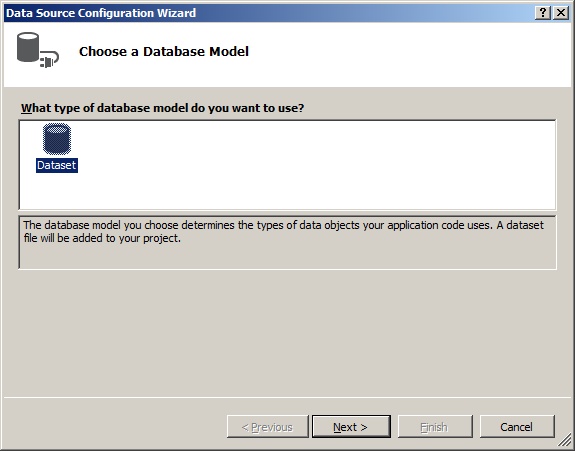 Data Source Configuration Wizard
Choose a Database Model
What type of database model do you want to use?
Dataset
The database model you choose determines the types of data objects your application code uses. A dataset
file will be added to your project.
< Previous
Next >
Finish
Cancel